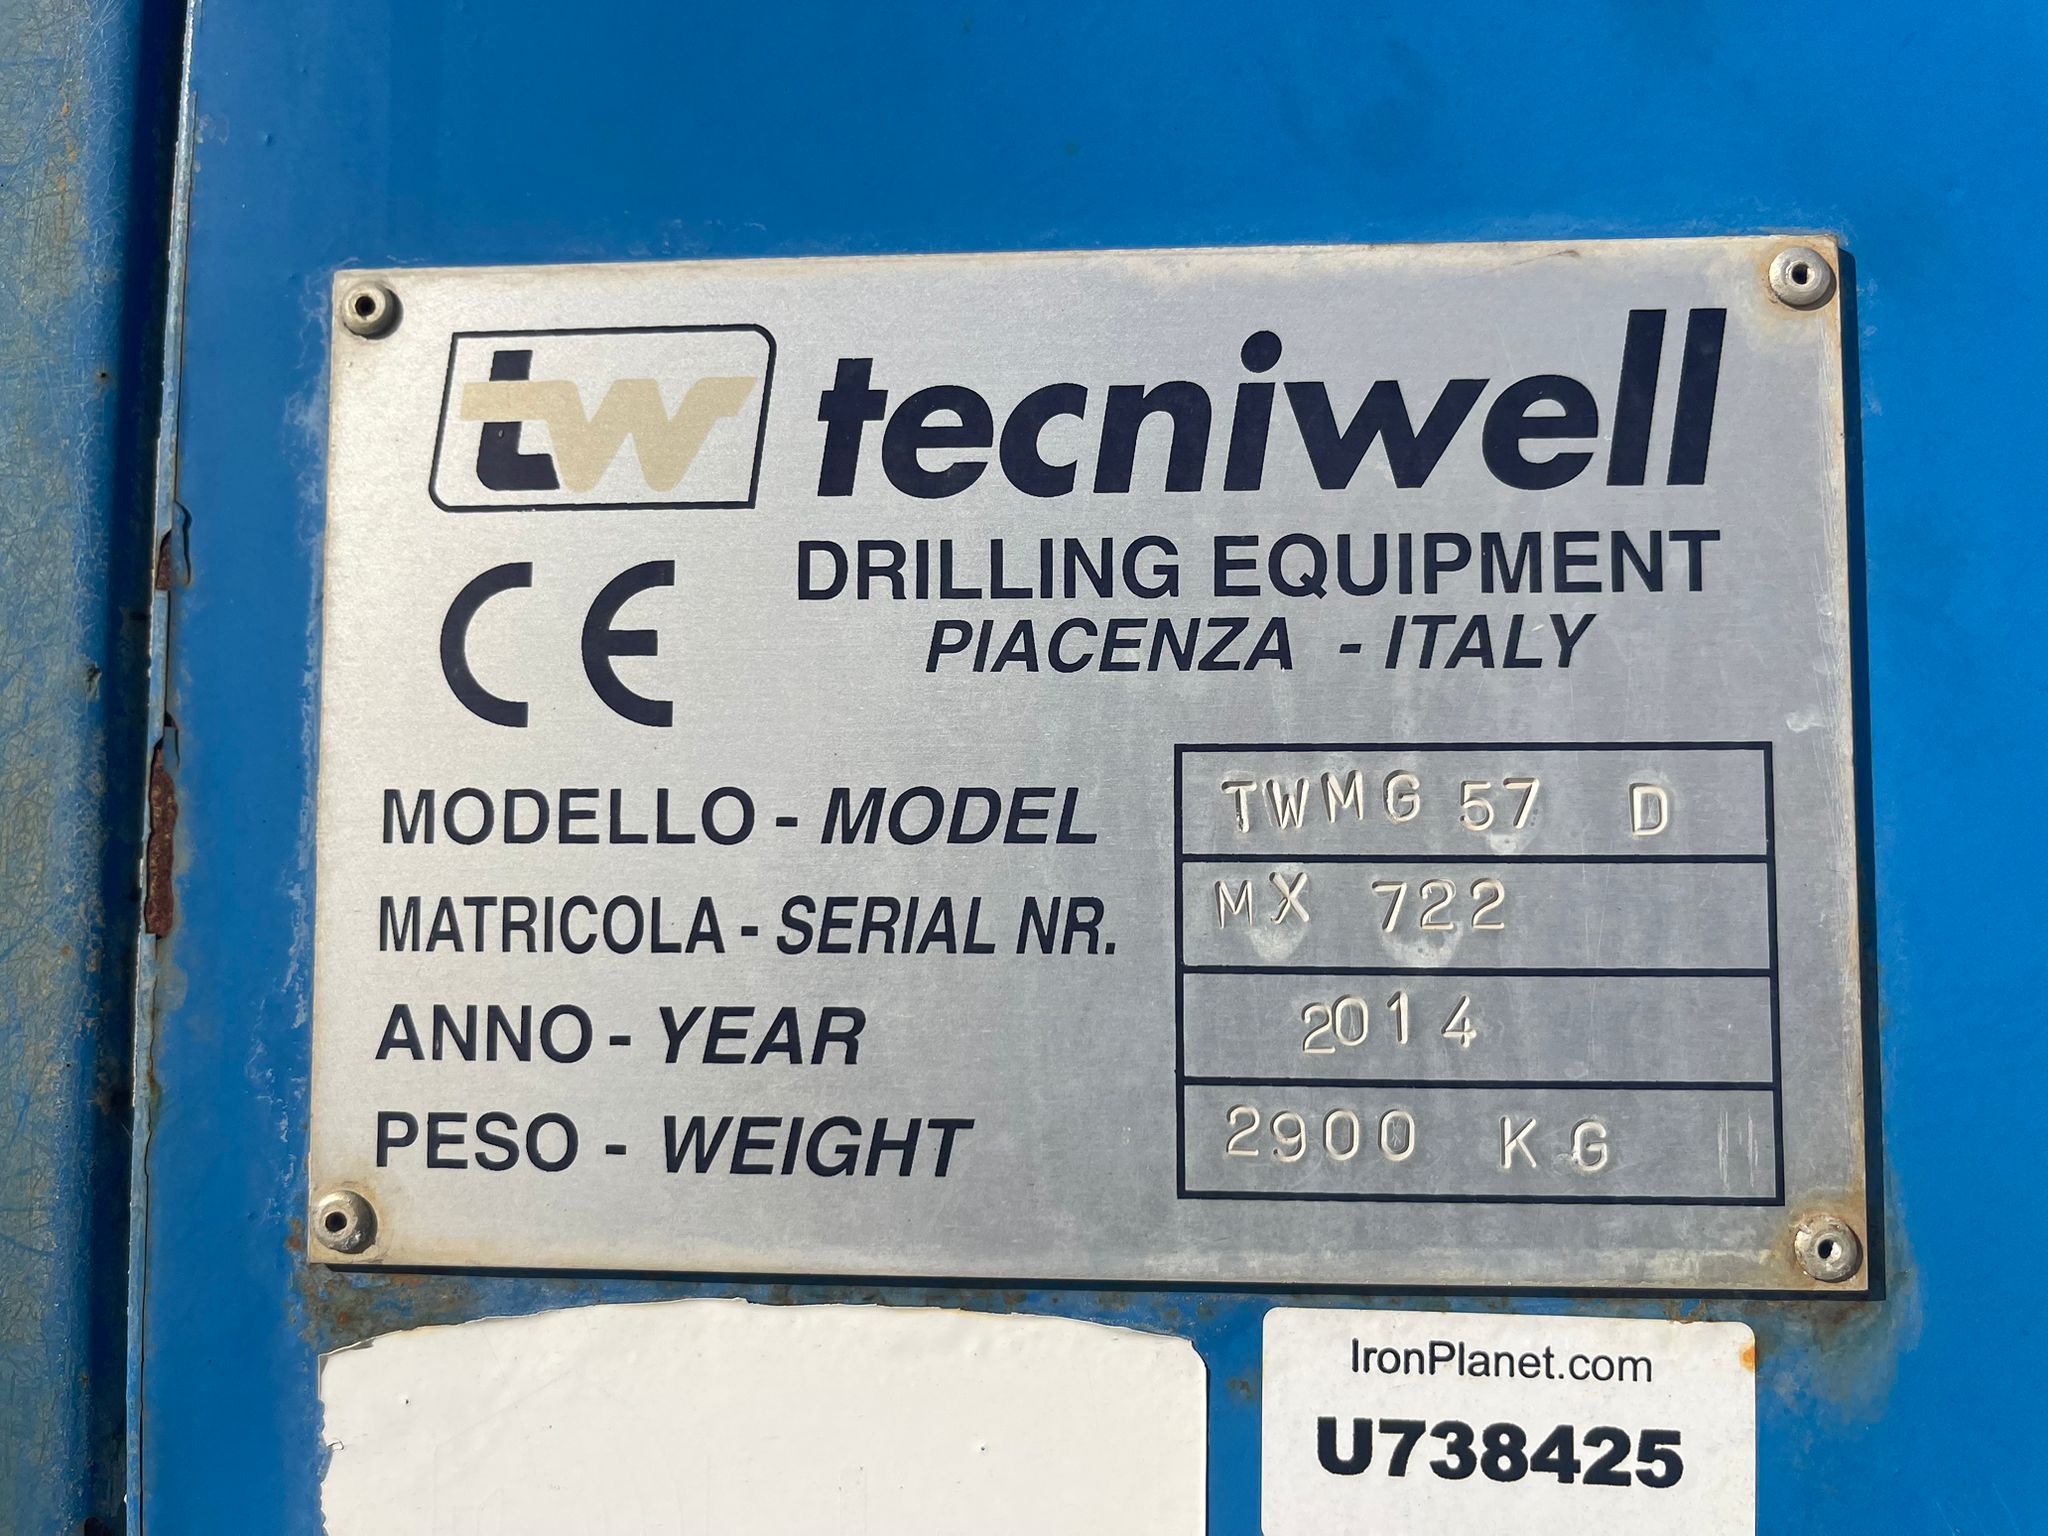 tw tecniwell
DRILLING EQUIPMENT
PIACENZA - ITALY
CE
MODELLO - MODEL TWMG 57 D
MATRICOLA - SERIAL NR. MX 722
ANNO - YEAR 2014
PESO - WEIGHT 2900 KG
IronPlanet.com
U738425